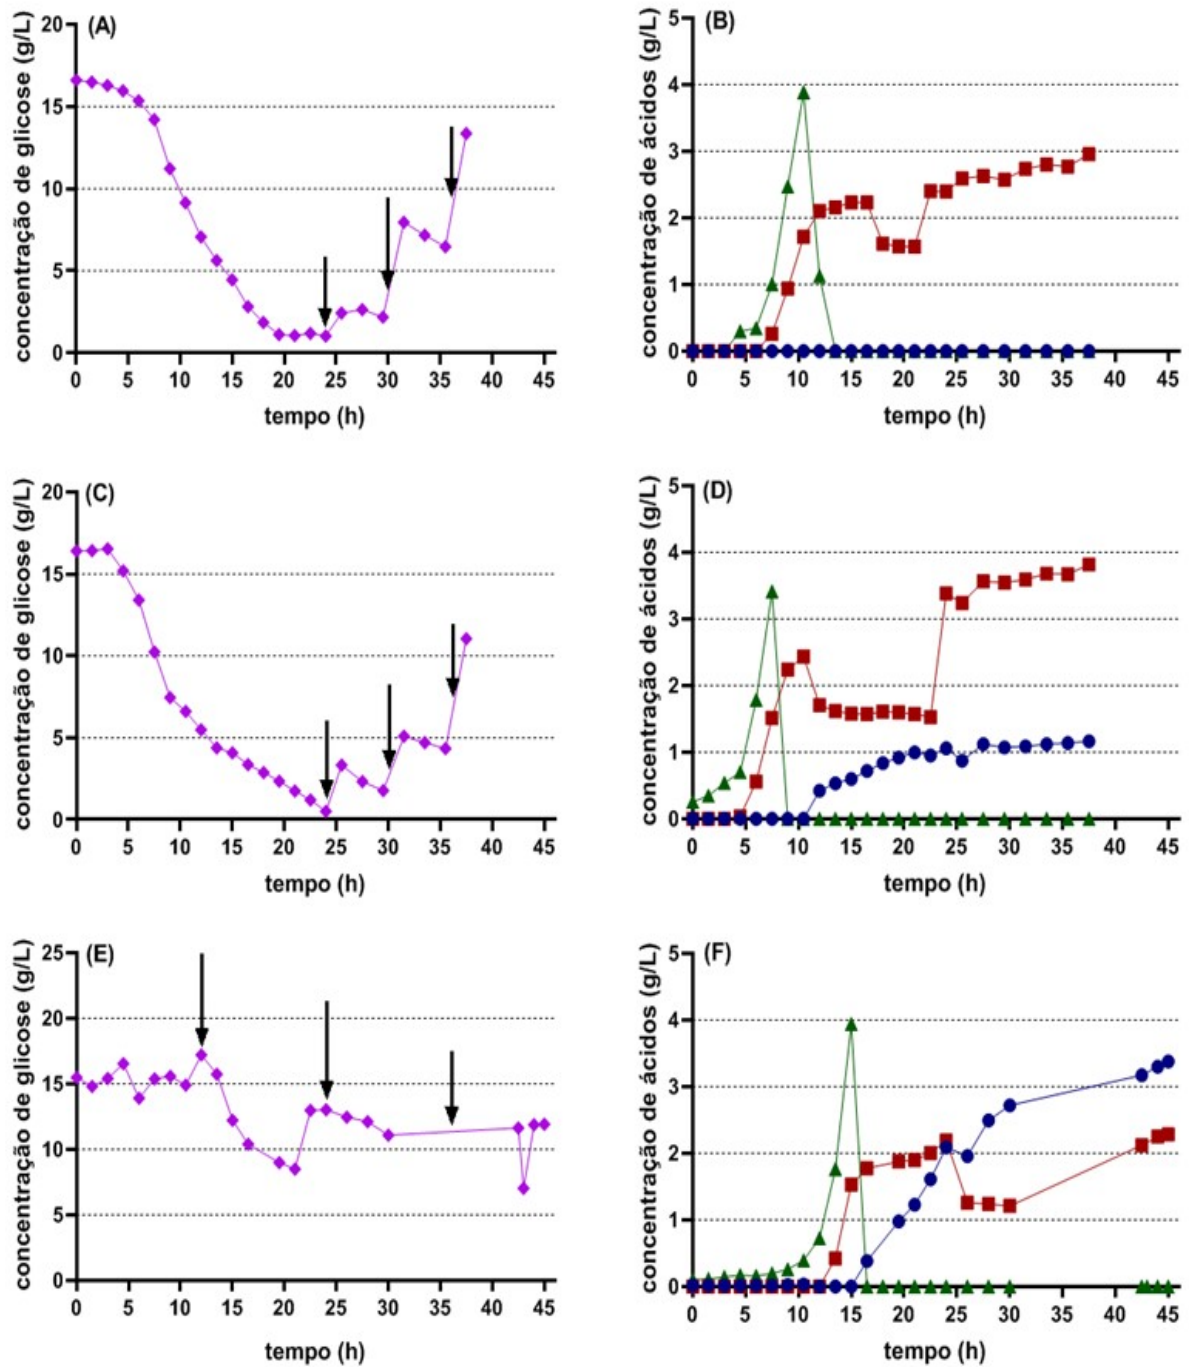 (A)
concentração de glicose (g/L)
20
15
10
5
0
0 5 10 15 20 25 30 35 40 45
tempo (h)
(B)
concentração de ácidos (g/L)
5
4
3
2
1
0
0 5 10 15 20 25 30 35 40 45
tempo (h)
(C)
concentração de glicose (g/L)
20
15
10
5
0
0 5 10 15 20 25 30 35 40 45
tempo (h)
(D)
concentração de ácidos (g/L)
5
4
3
2
1
0
0 5 10 15 20 25 30 35 40 45
tempo (h)
(E)
concentração de glicose (g/L)
25
20
15
10
5
0
0 5 10 15 20 25 30 35 40 45
tempo (h)
(F)
concentração de ácidos (g/L)
5
4
3
2
1
0
0 5 10 15 20 25 30 35 40 45
tempo (h)